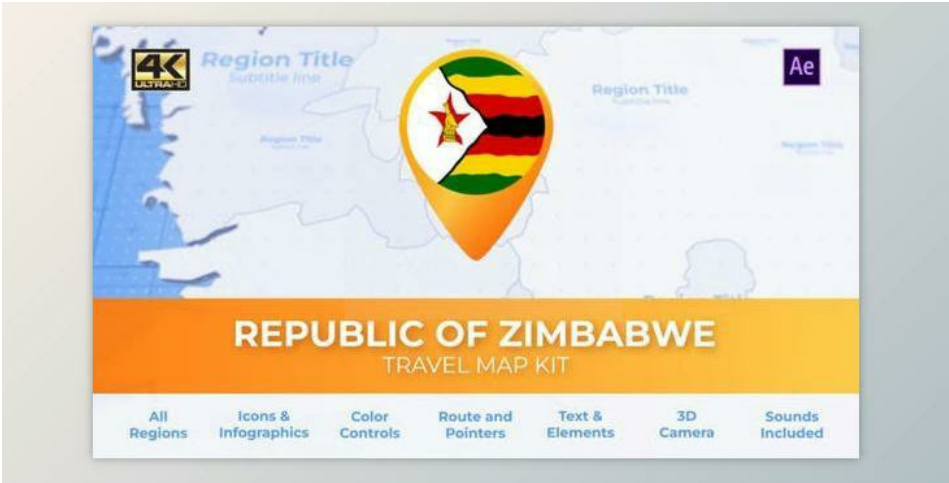 4K
ULTRA HD
Region Title
Subtitle line
Ae
Region Title
Subtitle line
Region Title
Region Title
REPUBLIC OF ZIMBABWE
TRAVEL MAP KIT
All
Regions
Icons &
Infographics
Color
Controls
Route and
Pointers
Text &
Elements
3D
Camera
Sounds
Included